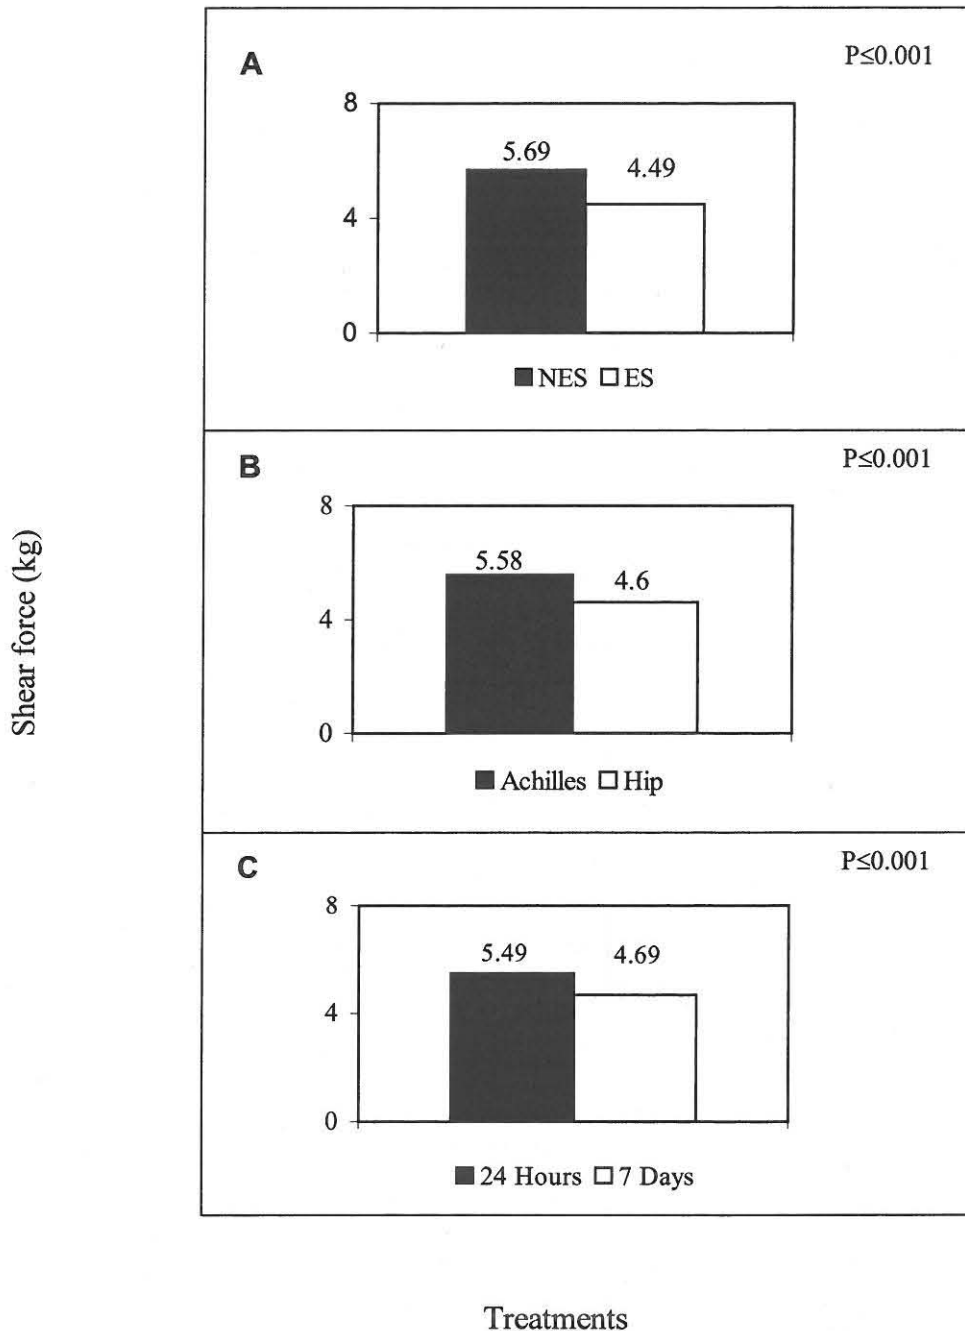 A
P≤0.001
8
5.69
4.49
4
0
NES ES
B
P≤0.001
8
5.58
4.6
4
0
Achilles Hip
C
P≤0.001
8
5.49
4.69
4
0
24 Hours 7 Days
Shear force (kg)
Treatments